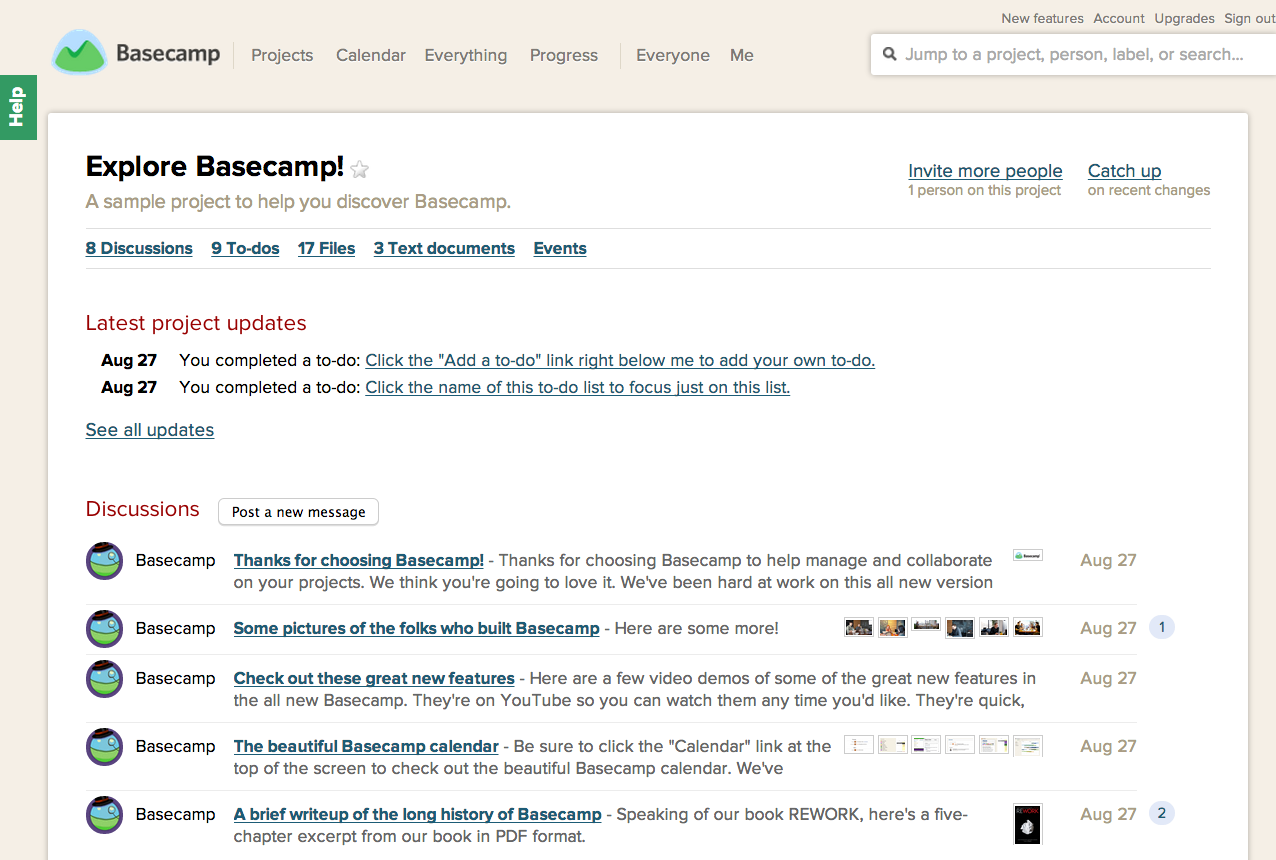 New features Account Upgrades Sign out
Basecamp Projects Calendar Everything Progress Everyone Me
Jump to a project, person, label, or search...
Help
Explore Basecamp!
A sample project to help you discover Basecamp.
Invite more people
1 person on this project
Catch up
on recent changes
8 Discussions 9 To-dos 17 Files 3 Text documents Events
Latest project updates
Aug 27 You completed a to-do: Click the "Add a to-do" link right below me to add your own to-do.
Aug 27 You completed a to-do: Click the name of this to-do list to focus just on this list.
See all updates
Discussions Post a new message
Basecamp Thanks for choosing Basecamp! - Thanks for choosing Basecamp to help manage and collaborate Basecamp Aug 27
on your projects. We think you're going to love it. We've been hard at work on this all new version
Basecamp Some pictures of the folks who built Basecamp - Here are some more! Aug 27 1
Basecamp Check out these great new features - Here are a few video demos of some of the great new features in Aug 27
the all new Basecamp. They're on YouTube so you can watch them any time you'd like. They're quick,
Basecamp The beautiful Basecamp calendar - Be sure to click the "Calendar" link at the Aug 27
top of the screen to check out the beautiful Basecamp calendar. We've
Basecamp A brief writeup of the long history of Basecamp - Speaking of our book REWORK, here's a five- REWORK Aug 27 2
chapter excerpt from our book in PDF format.